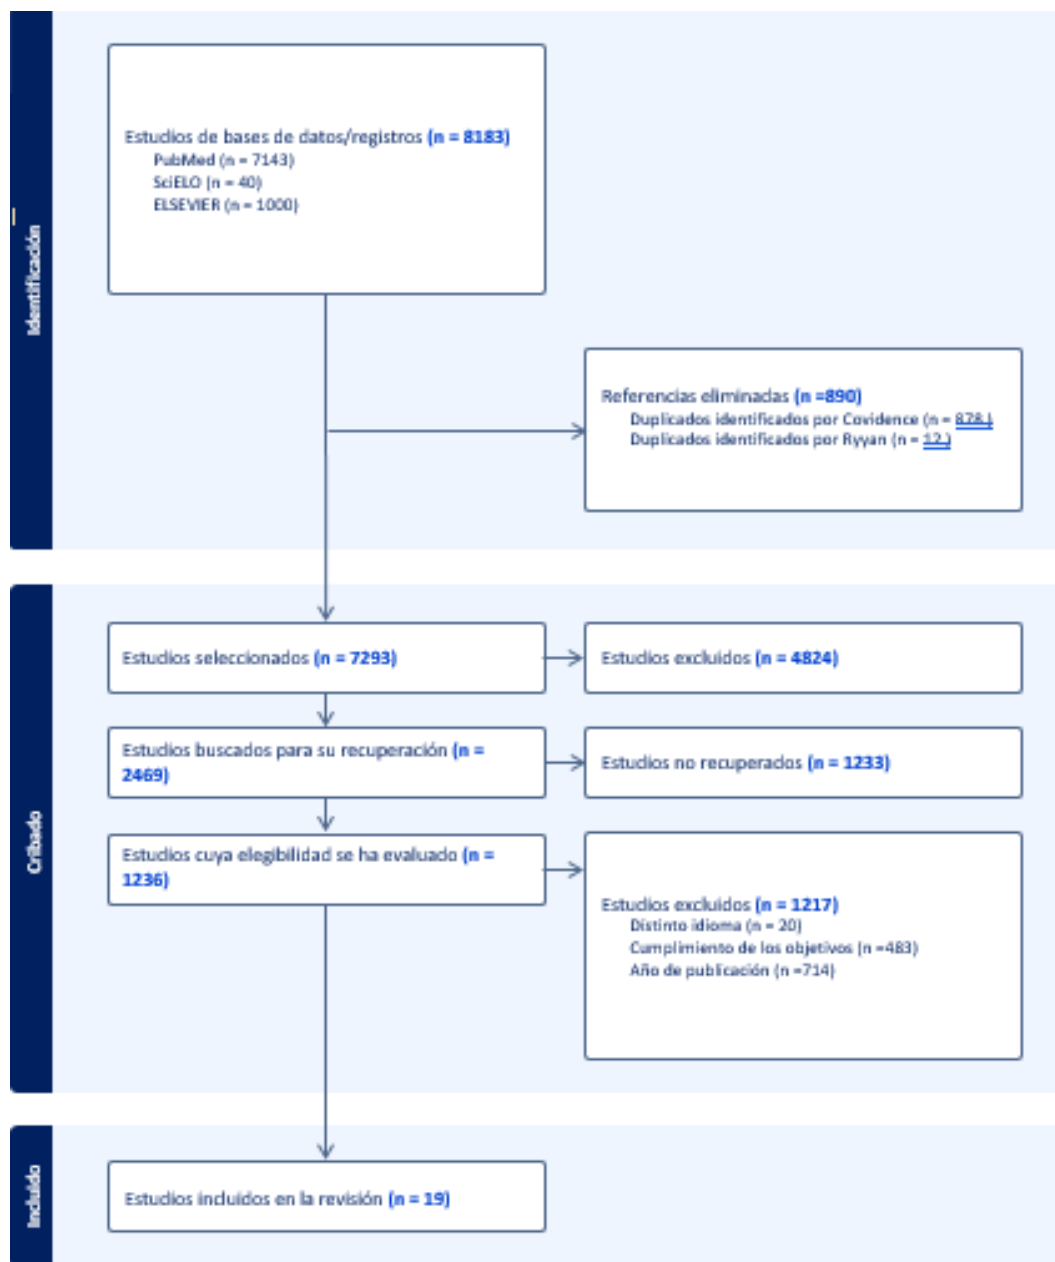 Identificación
Estudios de bases de datos/registros (n = 8183)
PubMed (n = 7143)
SciELO (n = 40)
ELSEVIER (n = 1000)
Referencias eliminadas (n =890)
Duplicados identificados por Covidence (n = 878 )
Duplicados identificados por Ryyan (n = 12 )
Cribado
Estudios seleccionados (n = 7293)
Estudios excluidos (n = 4824)
Estudios buscados para su recuperación (n =
2469)
Estudios no recuperados (n = 1233)
Estudios cuya elegibilidad se ha evaluado (n =
1236)
Estudios excluidos (n = 1217)
Distinto idioma (n = 20)
Cumplimiento de los objetivos (n =483)
Año de publicación (n =714)
Incluido
Estudios incluidos en la revisión (n = 19)